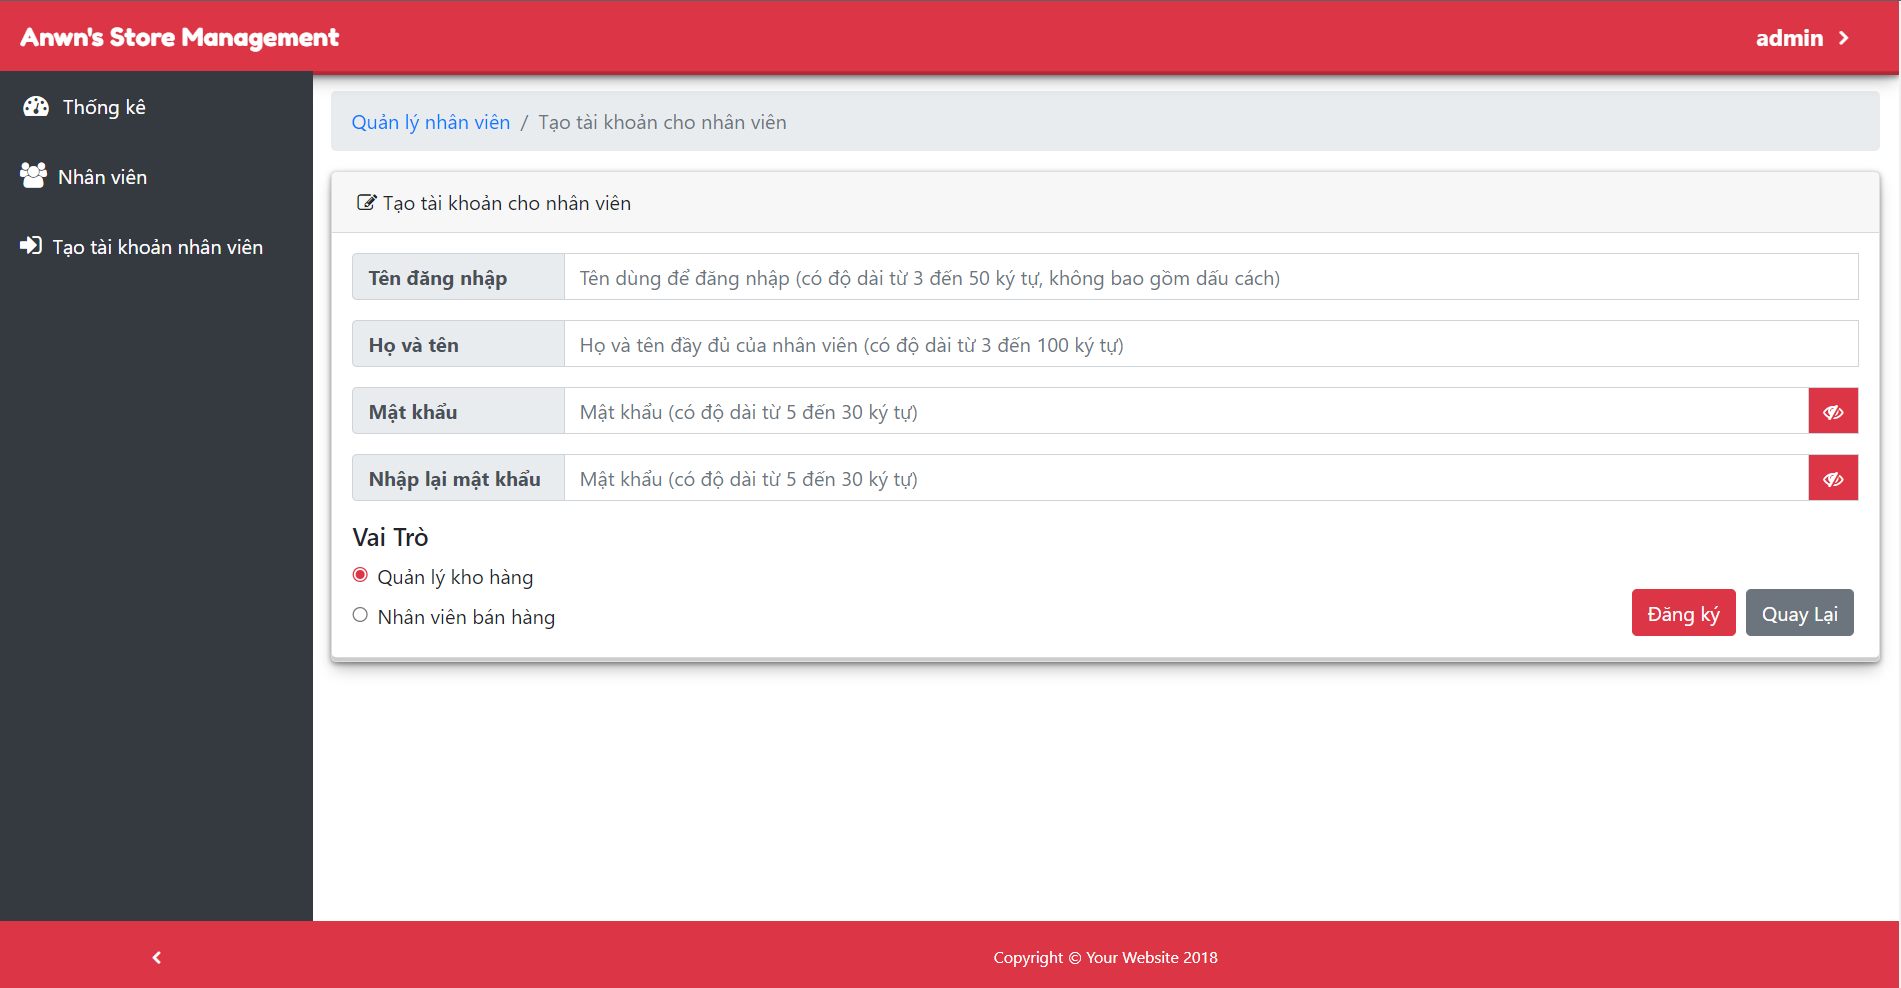 Anwn's Store Management
admin
Thống kê
Nhân viên
Tạo tài khoản nhân viên
Quản lý nhân viên / Tạo tài khoản cho nhân viên
Tạo tài khoản cho nhân viên
Tên đăng nhập
Tên dùng để đăng nhập (có độ dài từ 3 đến 50 ký tự, không bao gồm dấu cách)
Họ và tên
Họ và tên đầy đủ của nhân viên (có độ dài từ 3 đến 100 ký tự)
Mật khẩu
Mật khẩu (có độ dài từ 5 đến 30 ký tự)
Nhập lại mật khẩu
Mật khẩu (có độ dài từ 5 đến 30 ký tự)
Vai Trò
Quản lý kho hàng
Nhân viên bán hàng
Đăng ký
Quay Lại
Copyright © Your Website 2018